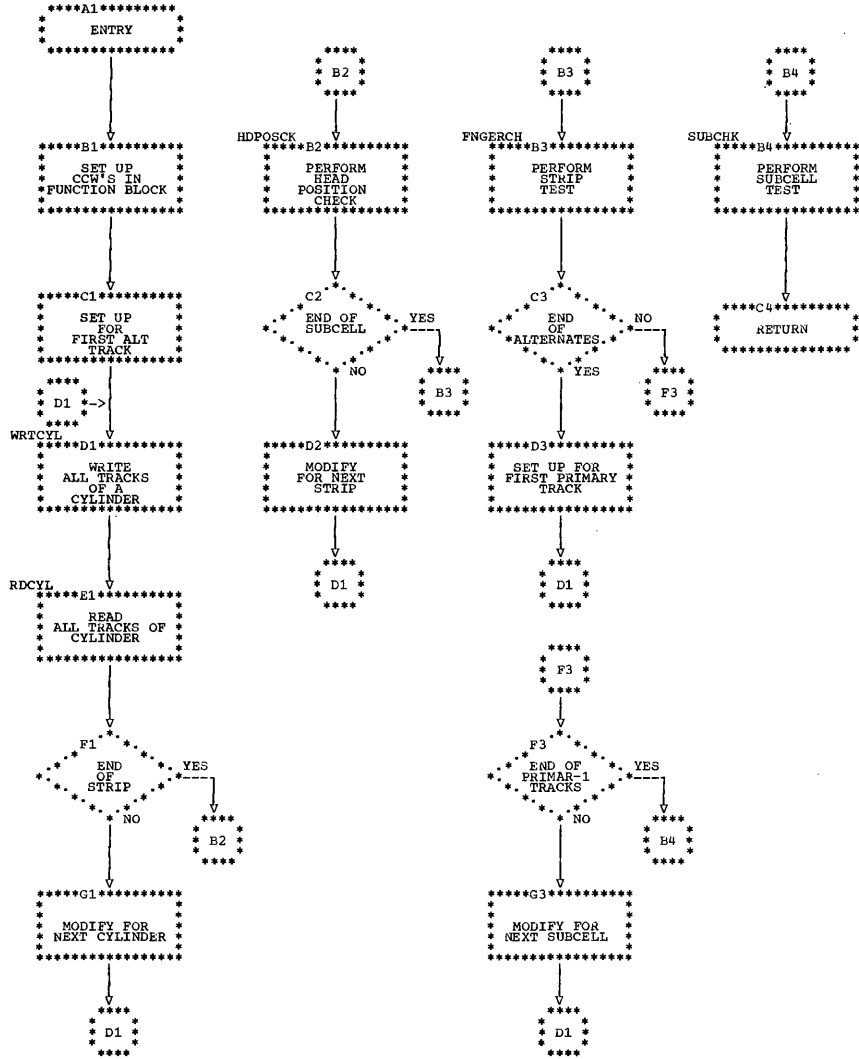 A1
ENTRY
B1
SET UP
CCW'S IN
FUNCTION BLOCK
C1
SET UP
FOR
FIRST ALT
TRACK
D1 ->
WRTCYL
D1
WRITE
ALL TRACKS
OF A
CYLINDER
RDCYL
E1
READ
ALL TRACKS OF
CYLINDER
F1
END
OF
STRIP
YES
NO
B2
G1
MODIFY FOR
NEXT CYLINDER
D1
B2
HDPOSCK
B2
PERFORM
HEAD
POSITION
CHECK
C2
END OF
SUBCELL
YES
NO
B3
D2
MODIFY
FOR NEXT
STRIP
D1
B3
FNGERCH
B3
PERFORM
STRIP
TEST
C3
END
OF
ALTERNATES
NO
YES
F3
D3
SET UP FOR
FIRST PRIMARY
TRACK
D1
F3
F3
END OF
PRIMAR-1
TRACKS
YES
NO
B4
G3
MODIFY FOR
NEXT SUBCELL
D1
B4
SUBCHK
B4
PERFORM
SUBCELL
TEST
C4
RETURN